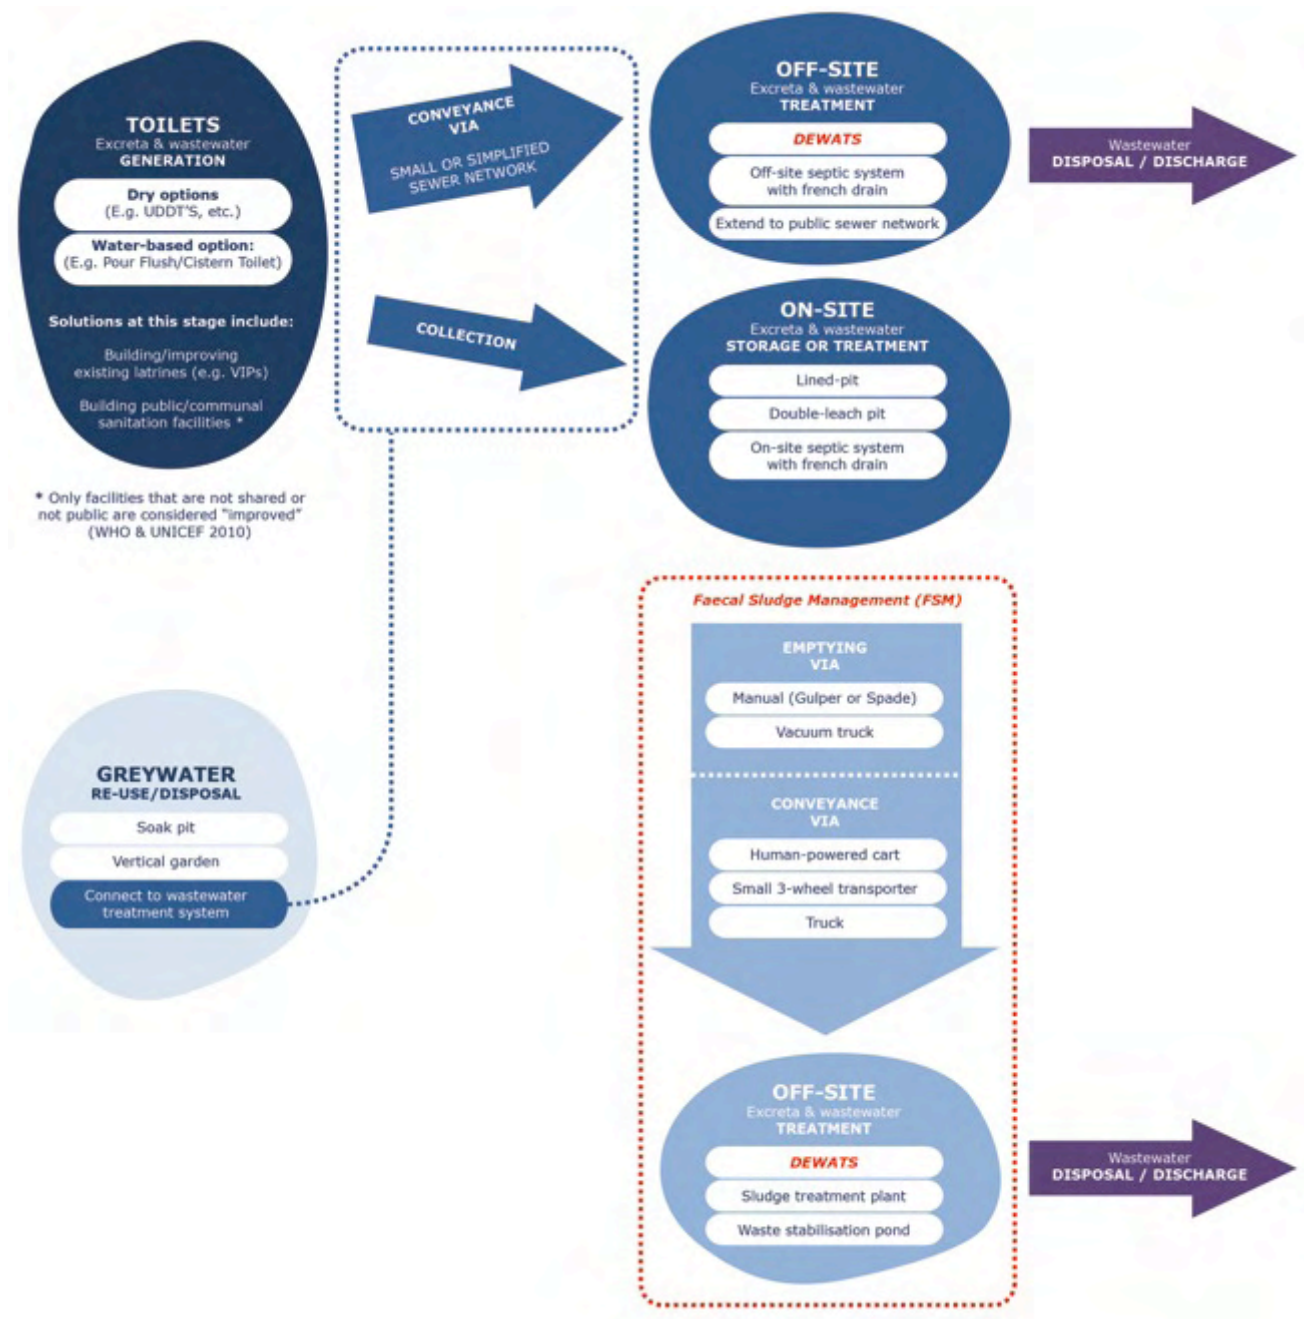 TOILETS
Excreta & wastewater
GENERATION
Dry options
(E.g. UDDT'S, etc.)
Water-based option:
(E.g. Pour Flush/Cistern Toilet)
Solutions at this stage include:
Building/improving
existing latrines (e.g. VIPs)
Building public/communal
sanitation facilities *
* Only facilities that are not shared or
not public are considered "improved"
(WHO & UNICEF 2010)
CONVEYANCE
VIA
SMALL OR SIMPLIFIED
SEWER NETWORK
COLLECTION
OFF-SITE
Excreta & wastewater
TREATMENT
DEWATS
Off-site septic system
with french drain
Extend to public sewer network
Wastewater
DISPOSAL / DISCHARGE
ON-SITE
Excreta & wastewater
STORAGE OR TREATMENT
Lined-pit
Double-leach pit
On-site septic system
with french drain
GREYWATER
RE-USE/DISPOSAL
Soak pit
Vertical garden
Connect to wastewater
treatment system
Faecal Sludge Management (FSM)
EMPTYING
VIA
Manual (Gulper or Spade)
Vacuum truck
CONVEYANCE
VIA
Human-powered cart
Small 3-wheel transporter
Truck
OFF-SITE
Excreta & wastewater
TREATMENT
DEWATS
Sludge treatment plant
Waste stabilisation pond
Wastewater
DISPOSAL / DISCHARGE